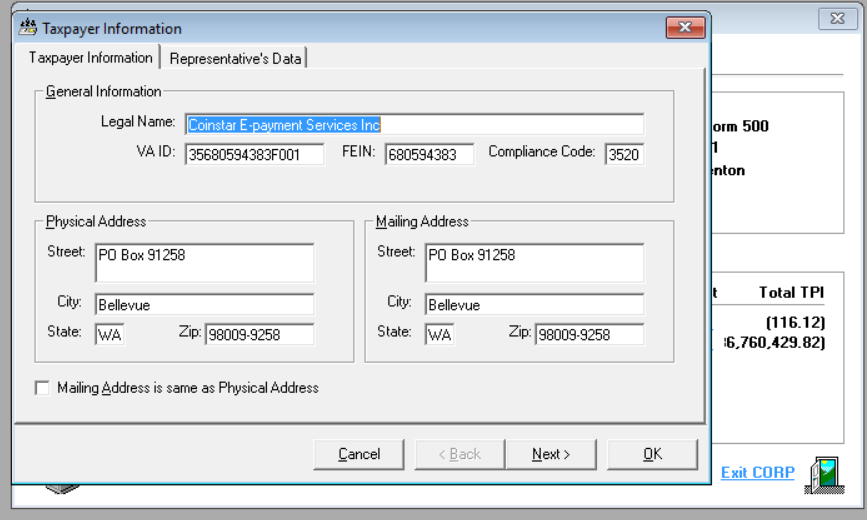 Taxpayer Information
Taxpayer Information Representative's Data
General Information
Legal Name: Coinstar E-payment Services Inc
VA ID: 35680594383F001 FEIN: 680594383 Compliance Code: 3520
Physical Address
Street: PO Box 91258
City: Bellevue
State: WA Zip: 98009-9258
Mailing Address
Street: PO Box 91258
City: Bellevue
State: WA Zip: 98009-9258
Mailing Address is same as Physical Address
Cancel < Back Next > OK
orm 500
1
enton
t Total TPI
(116.12)
6,760,429.82)
Exit CORP